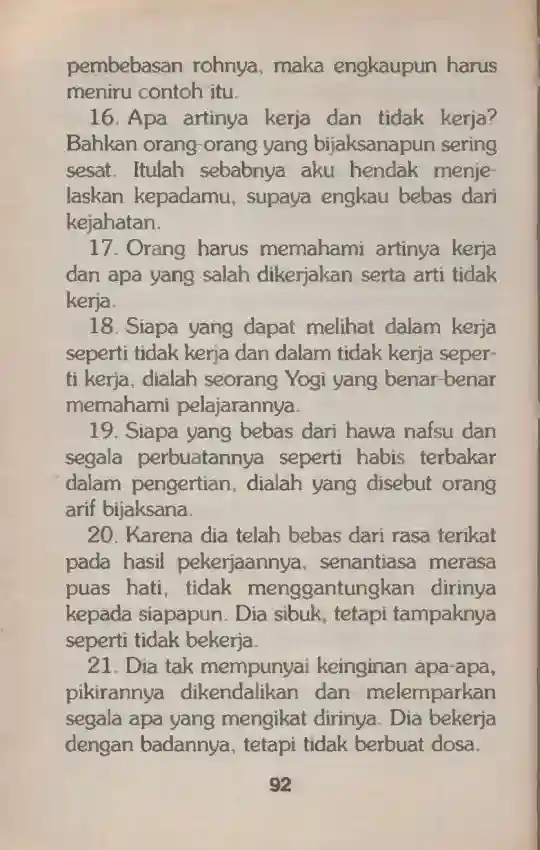 pembebasan rohnya, maka engkaupun harus
meniru contoh itu.
16. Apa artinya kerja dan tidak kerja?
Bahkan orang-orang yang bijaksanapun sering
sesat. Itulah sebabnya aku hendak menje-
laskan kepadamu, supaya engkau bebas dari
kejahatan.
17. Orang harus memahami artinya kerja
dan apa yang salah dikerjakan serta arti tidak
kerja.
18. Siapa yang dapat melihat dalam kerja
seperti tidak kerja dan dalam tidak kerja seper-
ti kerja, dialah seorang Yogi yang benar-benar
memahami pelajarannya.
19. Siapa yang bebas dari hawa nafsu dan
segala perbuatannya seperti habis terbakar
dalam pengertian, dialah yang disebut orang
arif bijaksana.
20. Karena dia telah bebas dari rasa terikat
pada hasil pekerjaannya, senantiasa merasa
puas hati, tidak menggantungkan dirinya
kepada siapapun. Dia sibuk, tetapi tampaknya
seperti tidak bekerja.
21. Dia tak mempunyai keinginan apa-apa,
pikirannya dikendalikan dan melemparkan
segala apa yang mengikat dirinya. Dia bekerja
dengan badannya, tetapi tidak berbuat dosa.
92